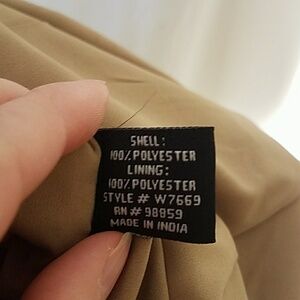 SHELL:
100% POLYESTER
LINING:
100% POLYESTER
STYLE # W7669
RN # 98859
MADE IN INDIA